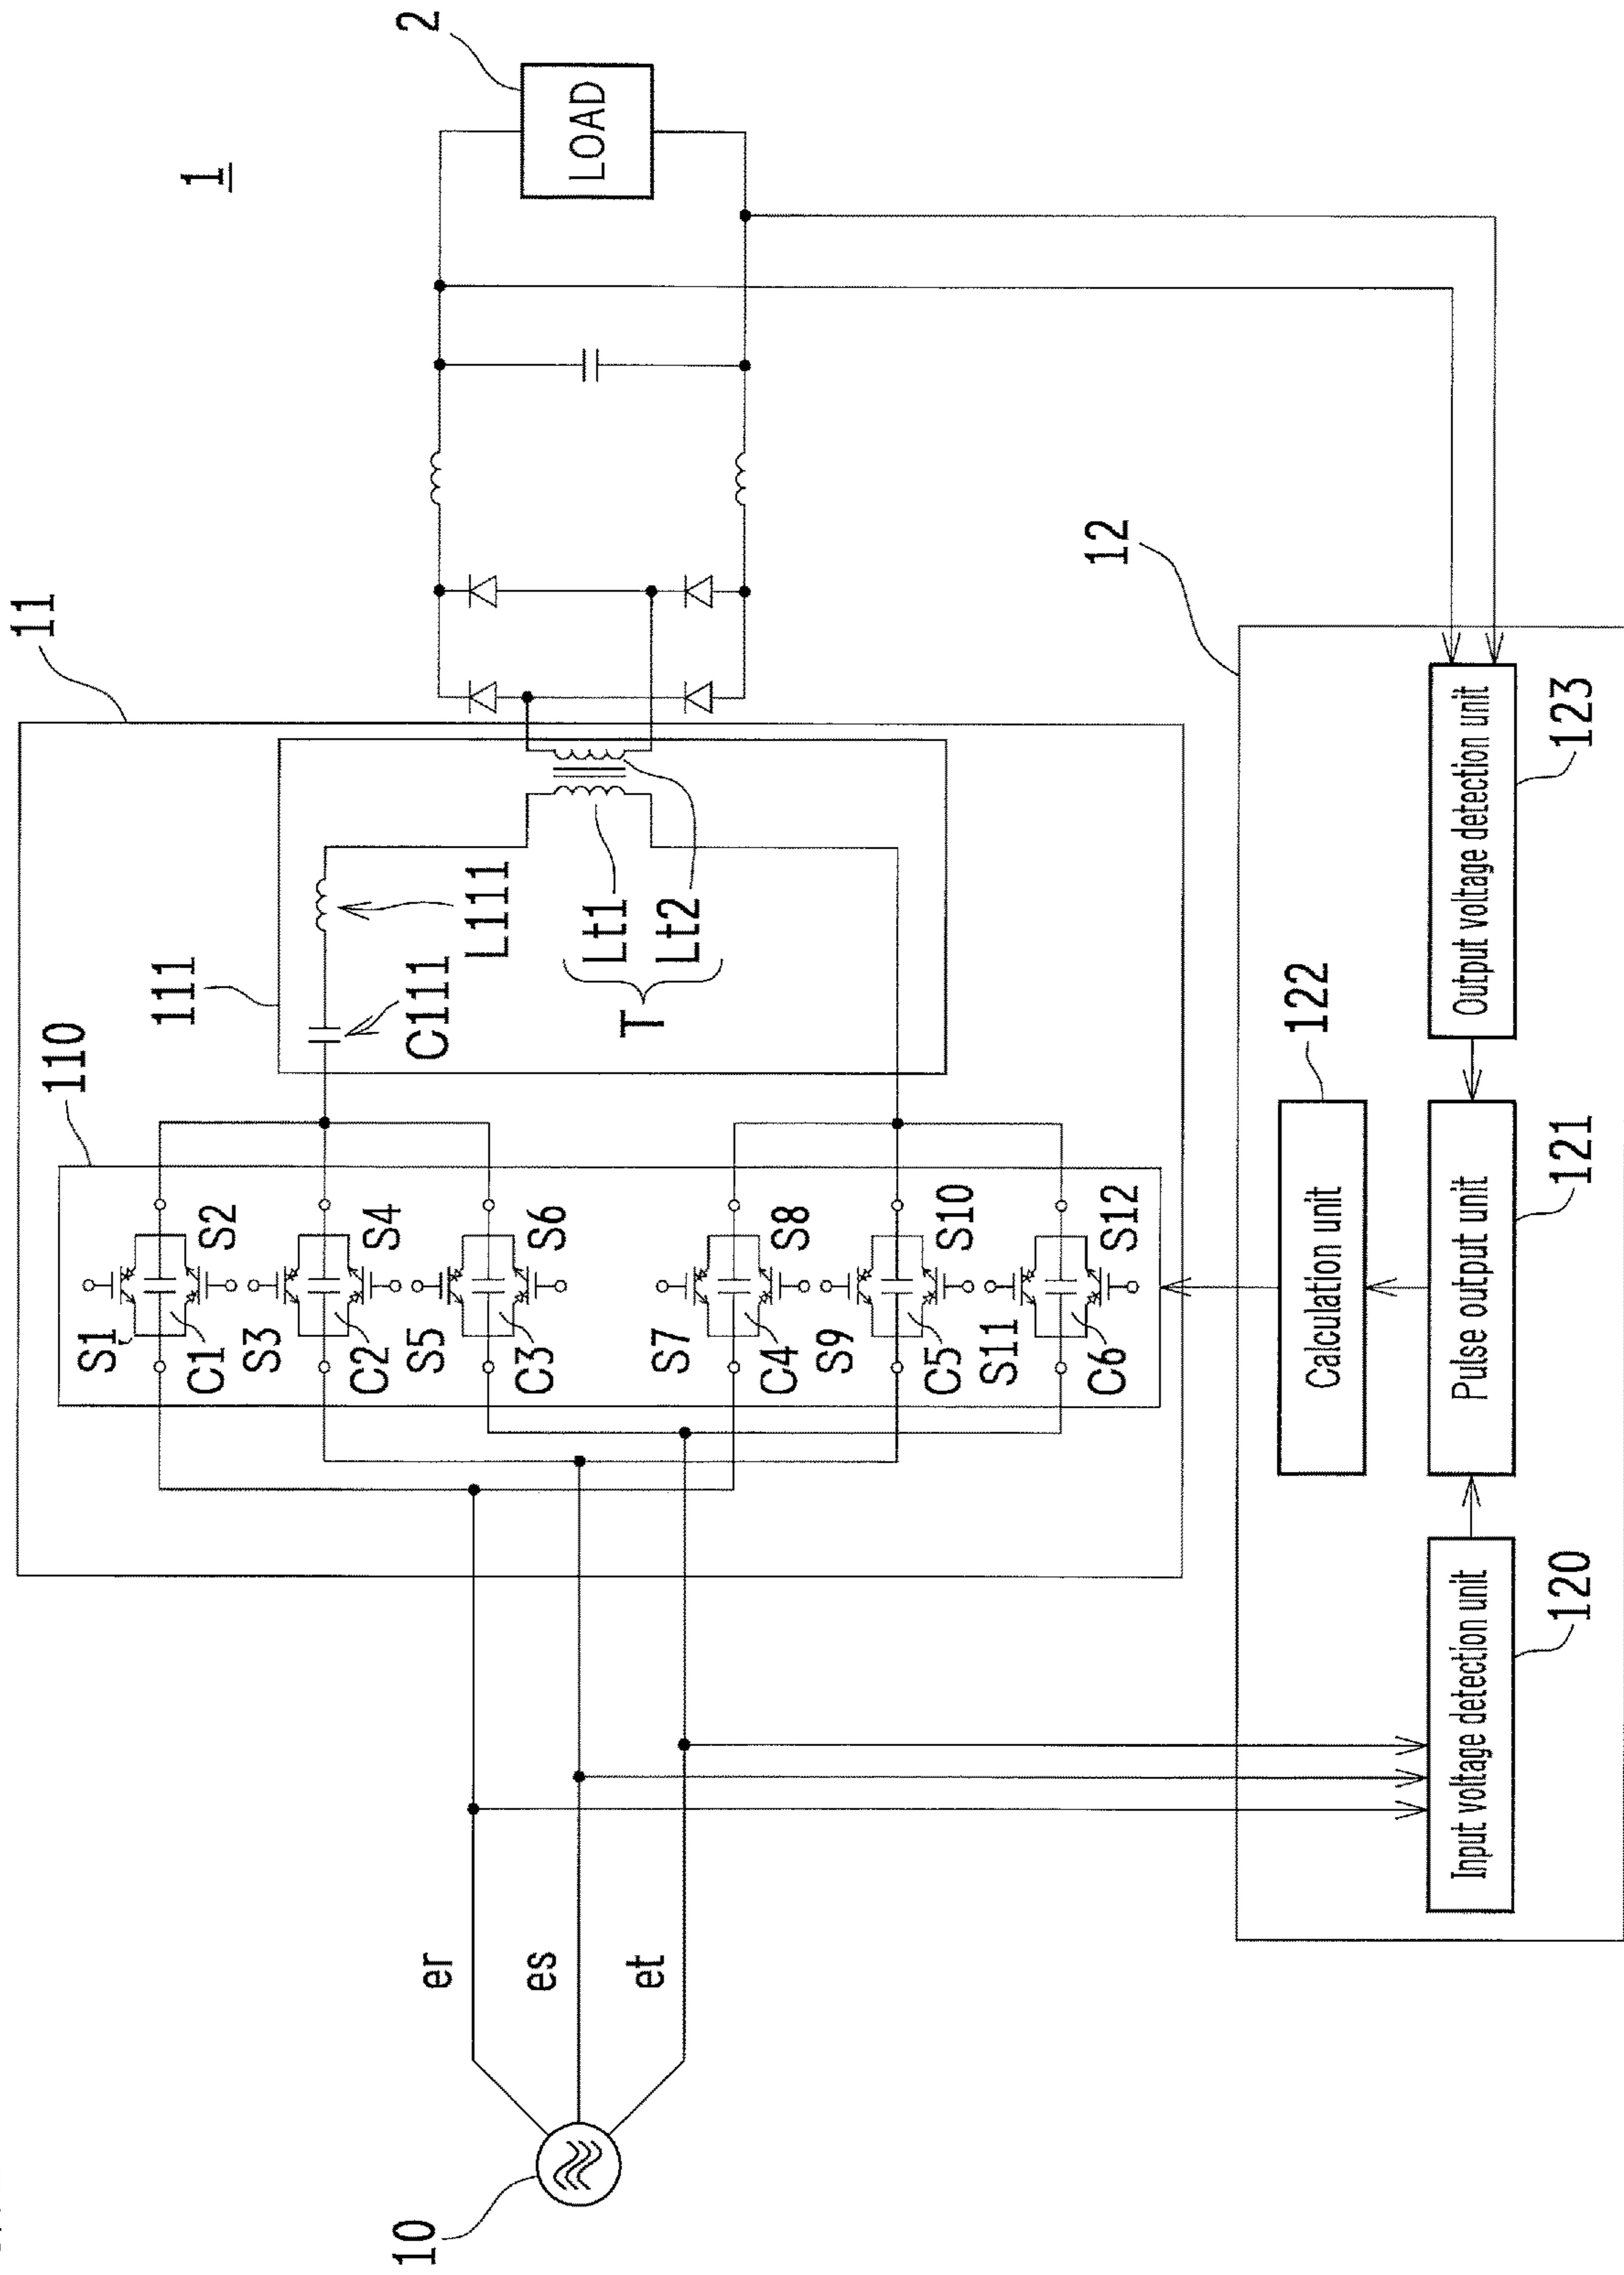 1
11
110
111
C111
L111
T
Lt1
Lt2
2
LOAD
10
er
es
et
S1
S2
C1
S3
S4
C2
S5
S6
C3
S7
S8
C4
S9
S10
C5
S11
S12
C6
12
Calculation unit
122
Input voltage detection unit
120
Pulse output unit
121
Output voltage detection unit
123